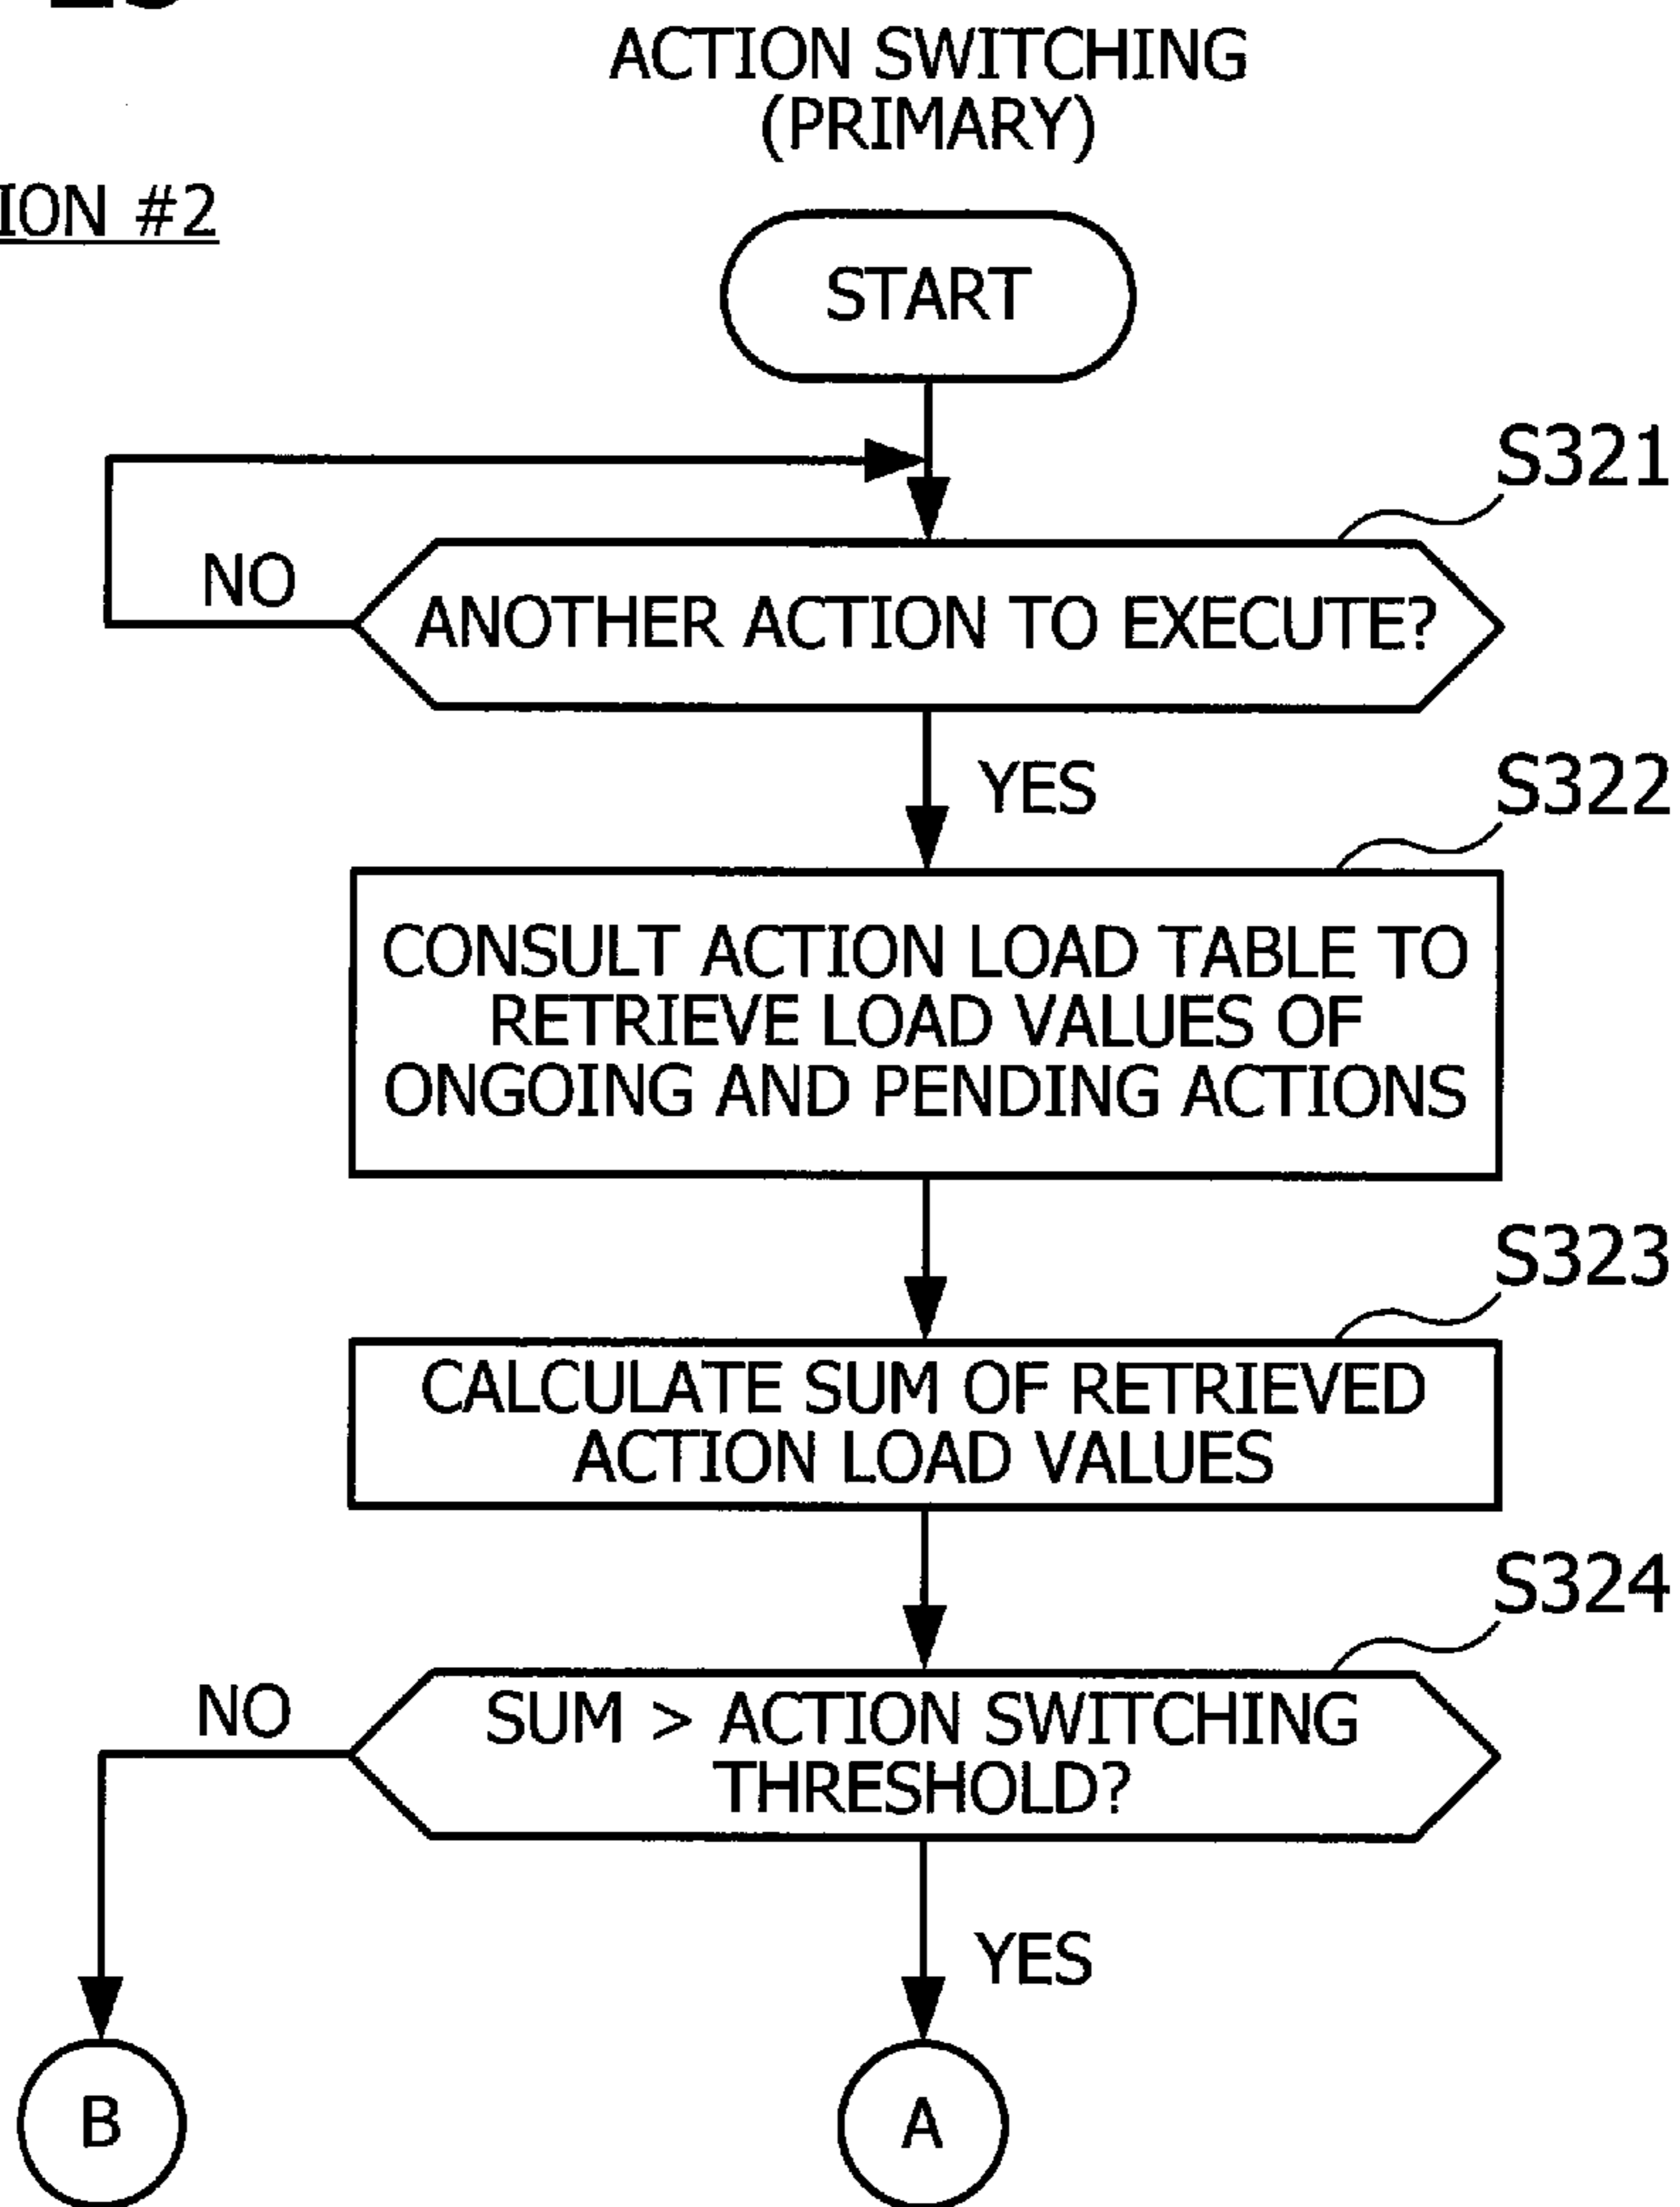 ACTION SWITCHING
(PRIMARY)
ION #2
START
S321
NO
ANOTHER ACTION TO EXECUTE?
YES
S322
CONSULT ACTION LOAD TABLE TO
RETRIEVE LOAD VALUES OF
ONGOING AND PENDING ACTIONS
S323
CALCULATE SUM OF RETRIEVED
ACTION LOAD VALUES
S324
NO
SUM > ACTION SWITCHING
THRESHOLD?
YES
B
A